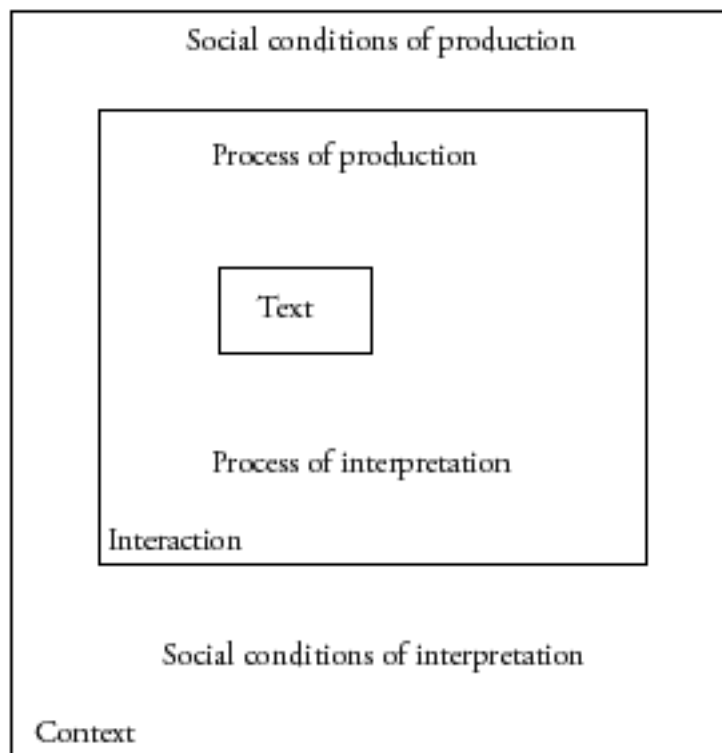 Social conditions of production
Process of production
Text
Process of interpretation
Interaction
Social conditions of interpretation
Context